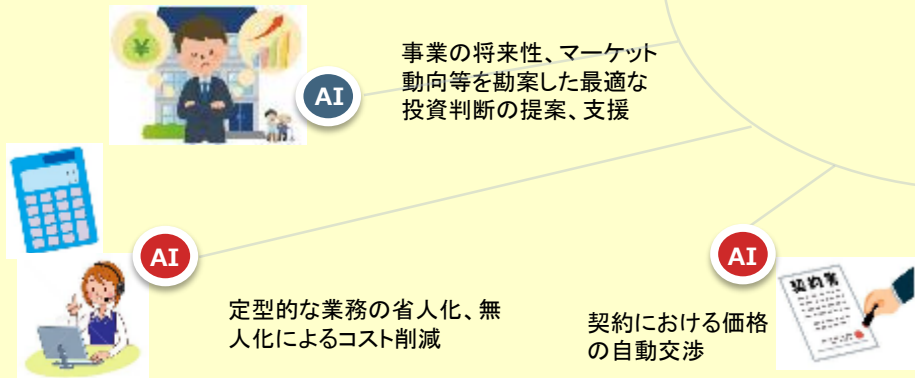 AI
事業の将来性、マーケット
動向等を勘案した最適な
投資判断の提案、支援
AI
定型的な業務の省人化、無
人化によるコスト削減
AI
契約における価格
の自動交渉
契約書
¥